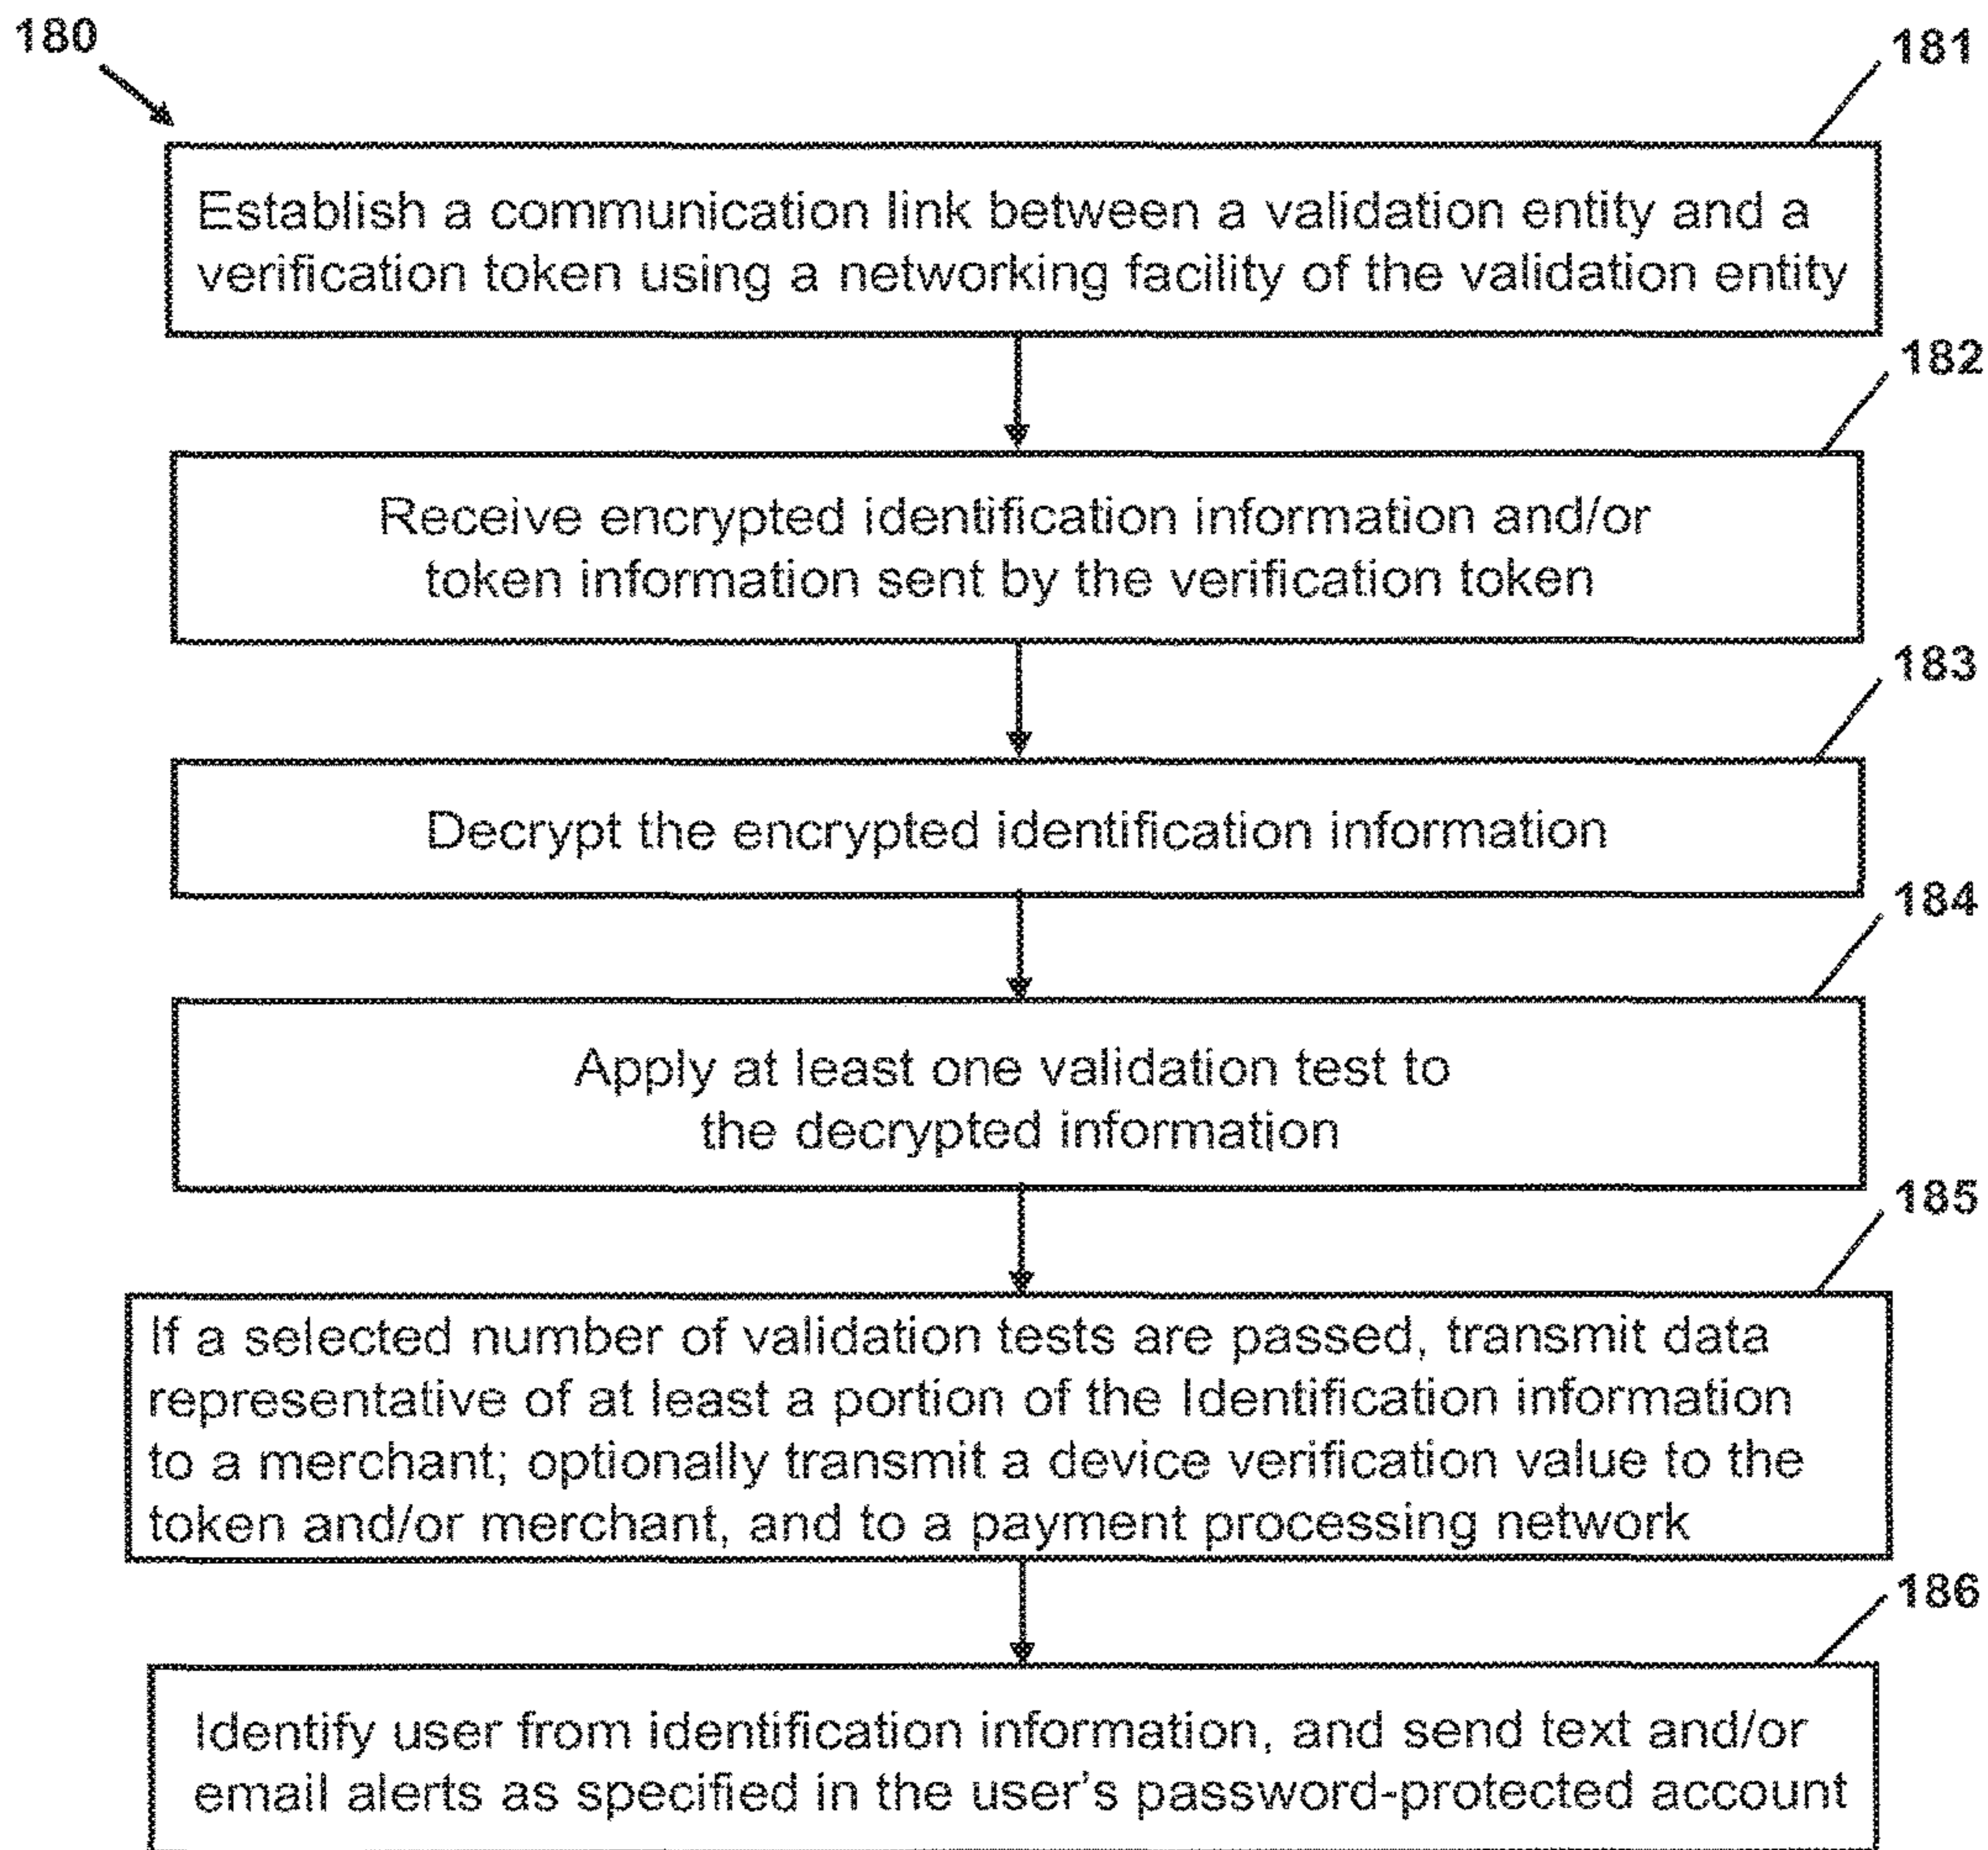 180
181
Establish a communication link between a validation entity and a
verification token using a networking facility of the validation entity
182
Receive encrypted identification information and/or
token information sent by the verification token
183
Decrypt the encrypted identification information
184
Apply at least one validation test to
the decrypted information
185
If a selected number of validation tests are passed, transmit data
representative of at least a portion of the Identification information
to a merchant; optionally transmit a device verification value to the
token and/or merchant, and to a payment processing network
186
Identify user from identification information, and send text and/or
email alerts as specified in the user's password-protected account